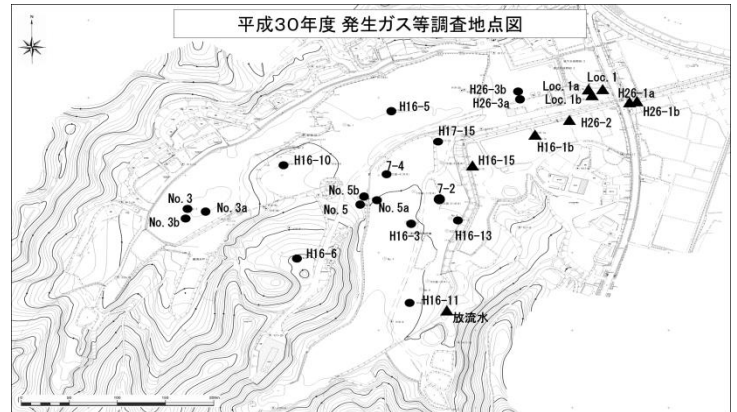 平成30年度 発生ガス等調査地点図
N
Loc. 1
Loc. 1a
H26-3b
Loc. 1b
H26-1a
H26-3a
H26-1b
H16-5
H26-2
H17-15
H16-1b
H16-10
7-4
H16-15
No. 5b
No. 3
No. 3a
No. 5
No. 5a
7-2
No. 3b
H16-3
H16-13
H16-6
H16-11
放流水